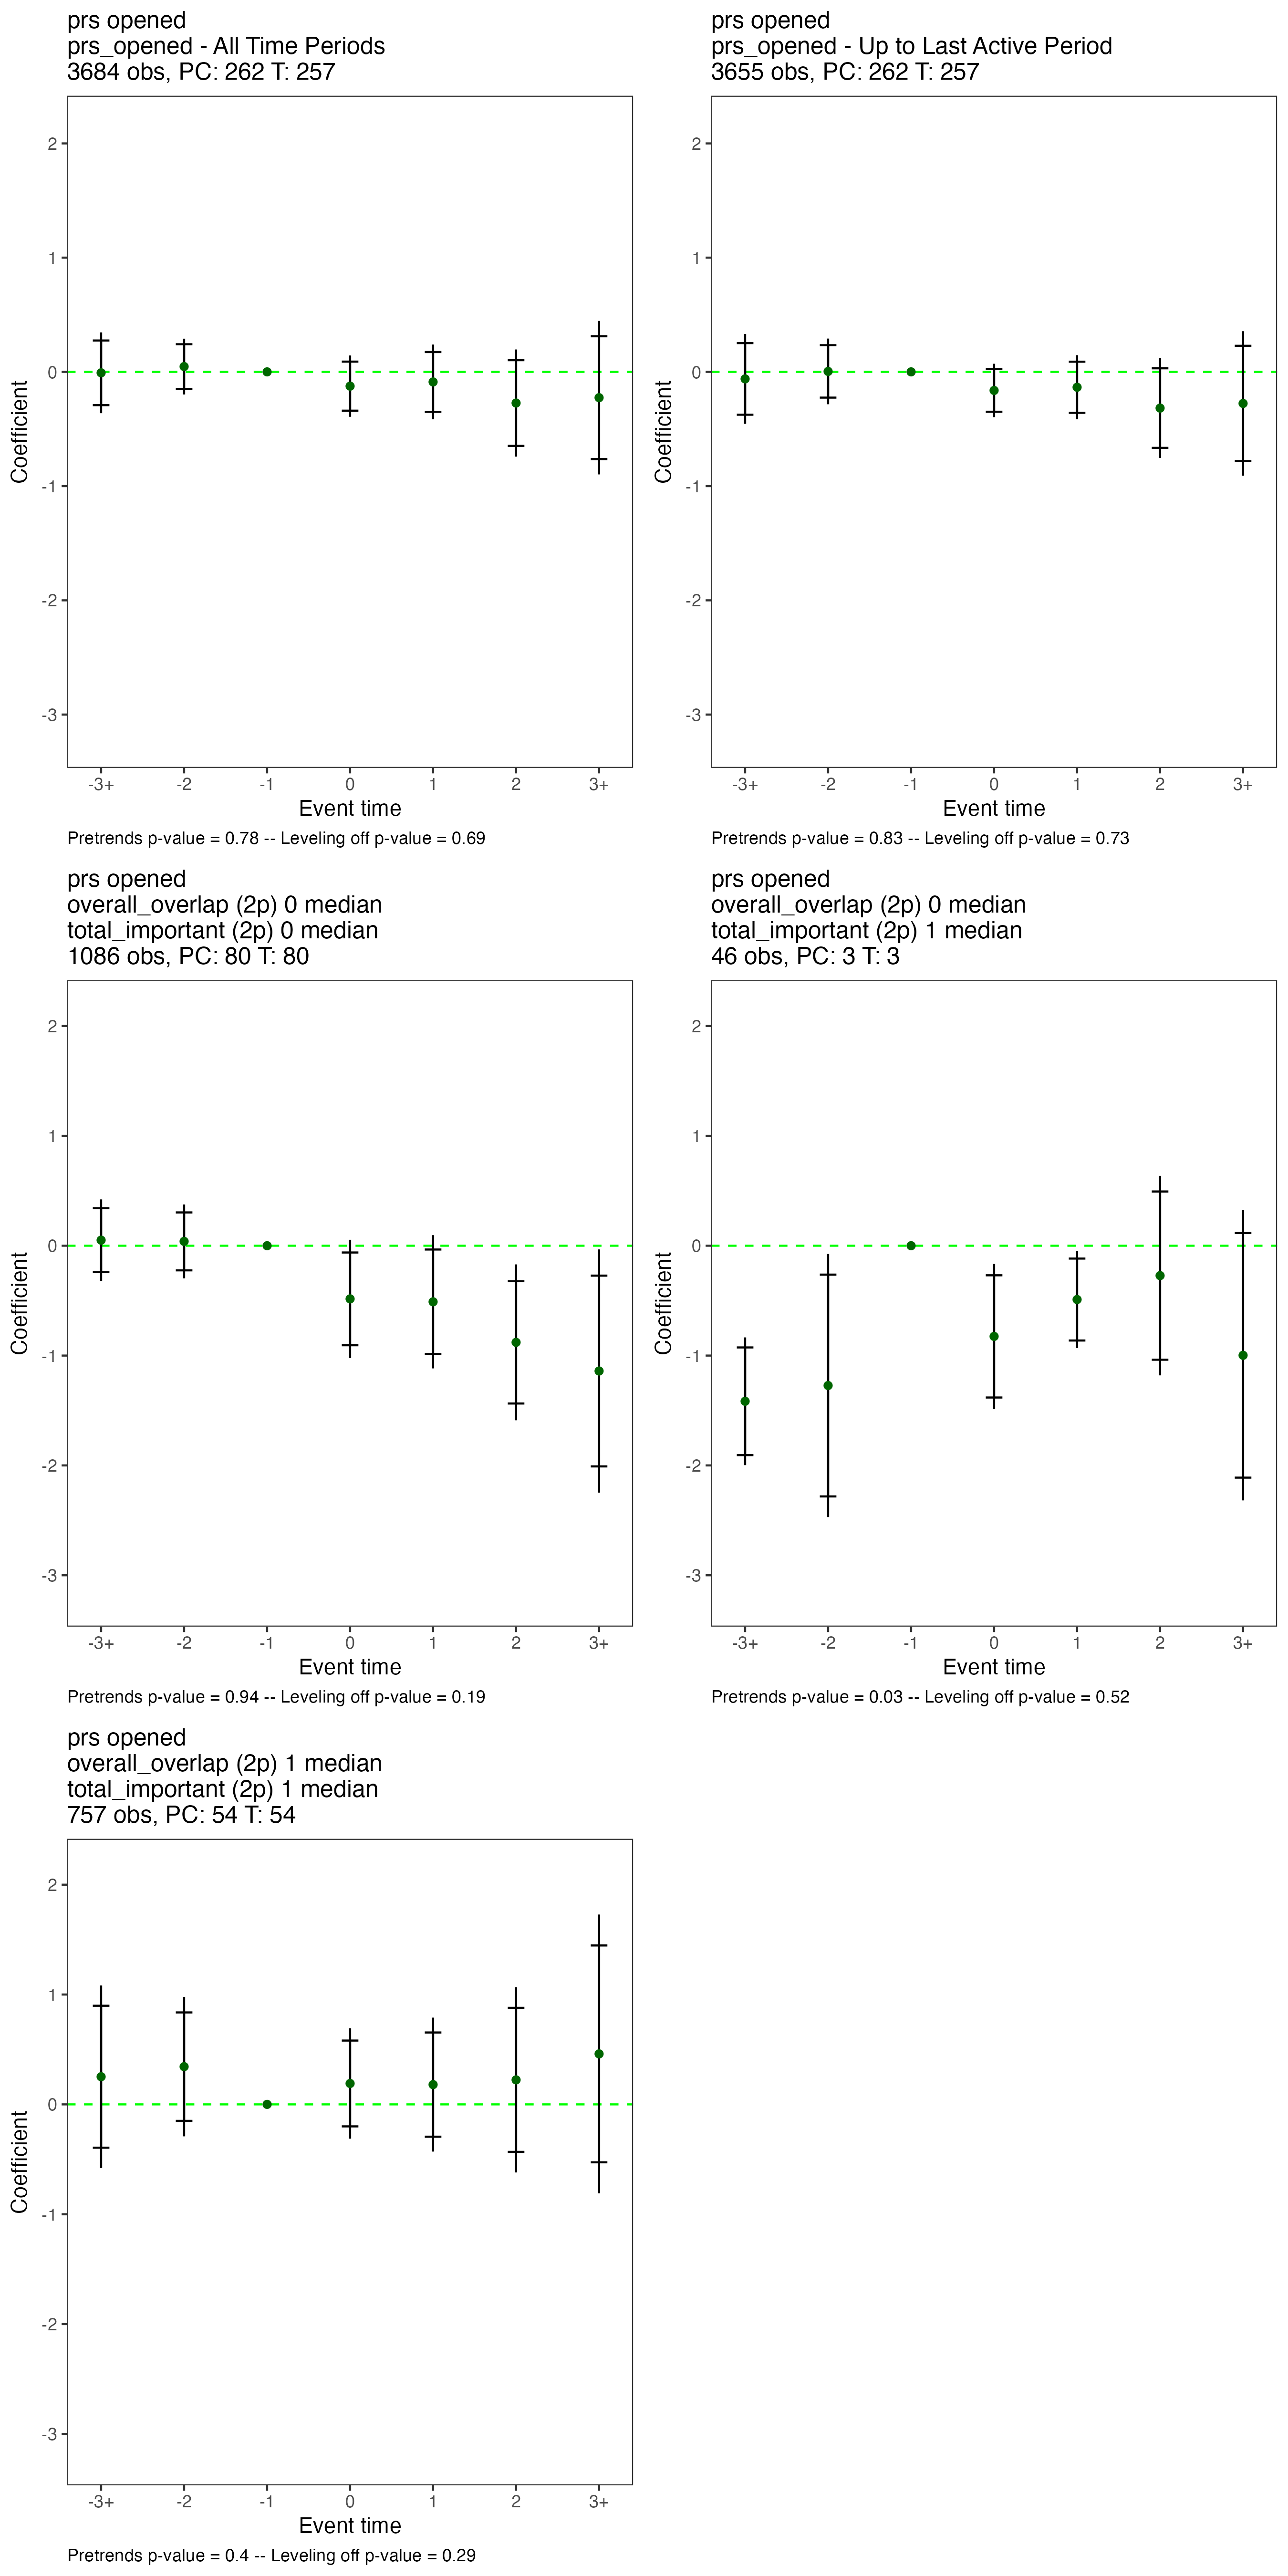 prs opened
prs_opened - All Time Periods
3684 obs, PC: 262 T: 257
2
1
0
-1
-2
-3
Coefficient
-3+ -2 -1 0 1 2 3+
Event time
Pretrends p-value = 0.78 -- Leveling off p-value = 0.69
prs opened
prs_opened - Up to Last Active Period
3655 obs, PC: 262 T: 257
2
1
0
-1
-2
-3
Coefficient
-3+ -2 -1 0 1 2 3+
Event time
Pretrends p-value = 0.83 -- Leveling off p-value = 0.73
prs opened
overall_overlap (2p) 0 median
total_important (2p) 0 median
1086 obs, PC: 80 T: 80
2
1
0
-1
-2
-3
Coefficient
-3+ -2 -1 0 1 2 3+
Event time
Pretrends p-value = 0.94 -- Leveling off p-value = 0.19
prs opened
overall_overlap (2p) 0 median
total_important (2p) 1 median
46 obs, PC: 3 T: 3
2
1
0
-1
-2
-3
Coefficient
-3+ -2 -1 0 1 2 3+
Event time
Pretrends p-value = 0.03 -- Leveling off p-value = 0.52
prs opened
overall_overlap (2p) 1 median
total_important (2p) 1 median
757 obs, PC: 54 T: 54
2
1
0
-1
-2
-3
Coefficient
-3+ -2 -1 0 1 2 3+
Event time
Pretrends p-value = 0.4 -- Leveling off p-value = 0.29